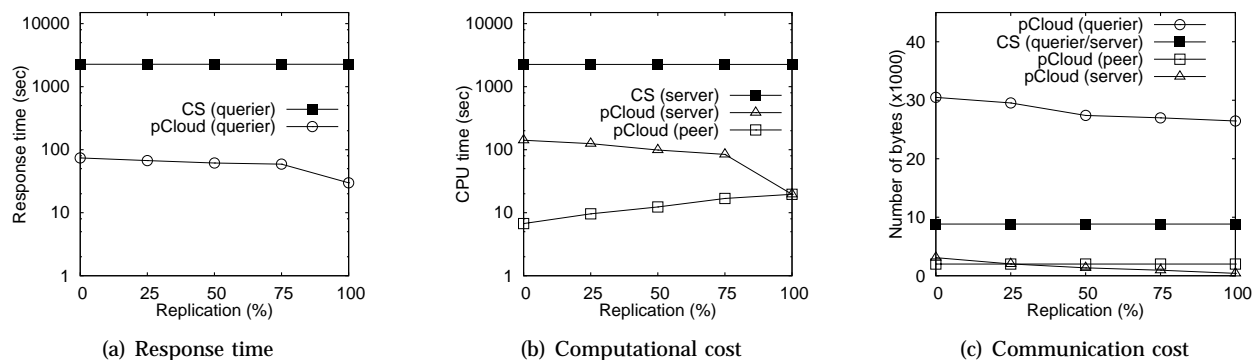 10000
1000
100
10
1
Response time (sec)
CS (querier)
pCloud (querier)
0 25 50 75 100
Replication (%)
(a) Response time
10000
1000
100
10
1
CPU time (sec)
CS (server)
pCloud (server)
pCloud (peer)
0 25 50 75 100
Replication (%)
(b) Computational cost
45
30
10
0
Number of bytes (x1000)
pCloud (querier)
CS (querier/server)
pCloud (peer)
pCloud (server)
0 25 50 75 100
Replication (%)
(c) Communication cost